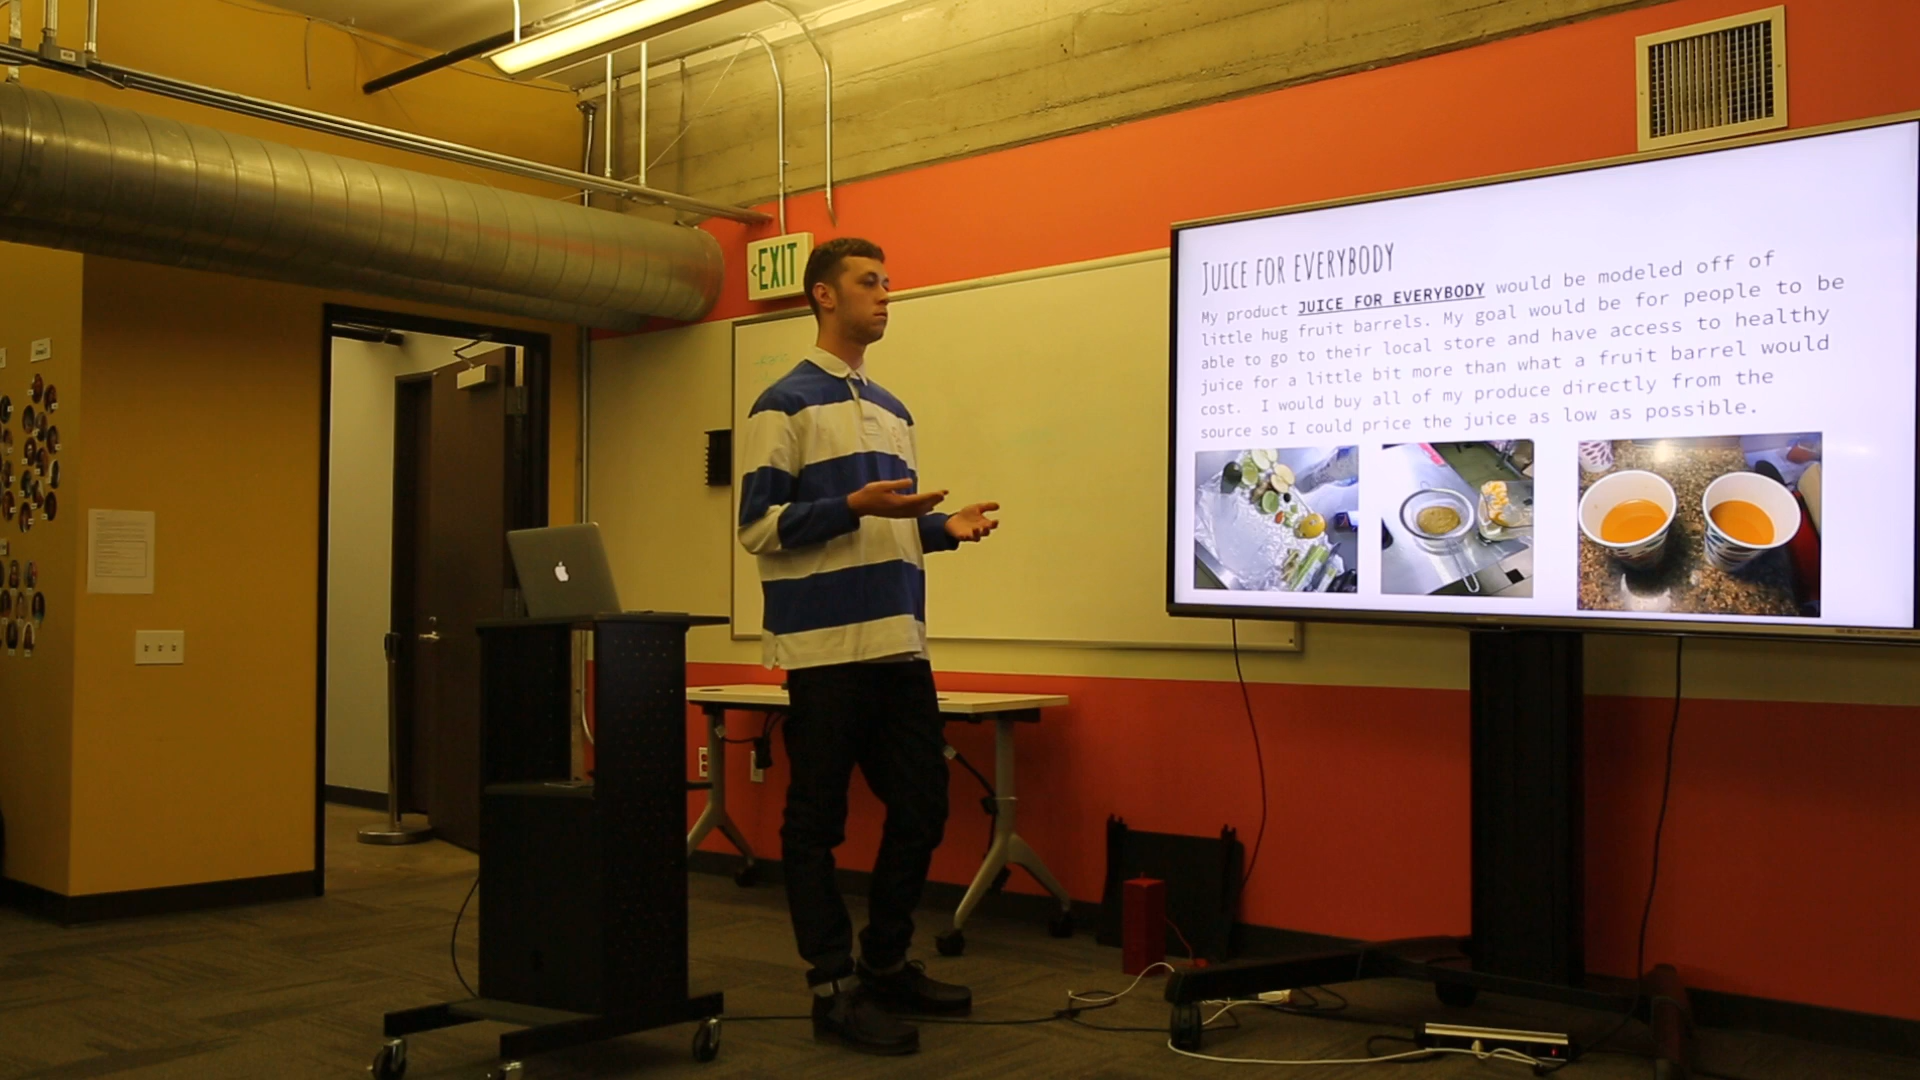 <EXIT
JUICE FOR EVERYBODY
My product JUICE FOR EVERYBODY would be modeled off of
little hug fruit barrels. My goal would be for people to be
able to go to their local store and have access to healthy
juice for a little bit more than what a fruit barrel would
cost. I would buy all of my produce directly from the
source so I could price the juice as low as possible.